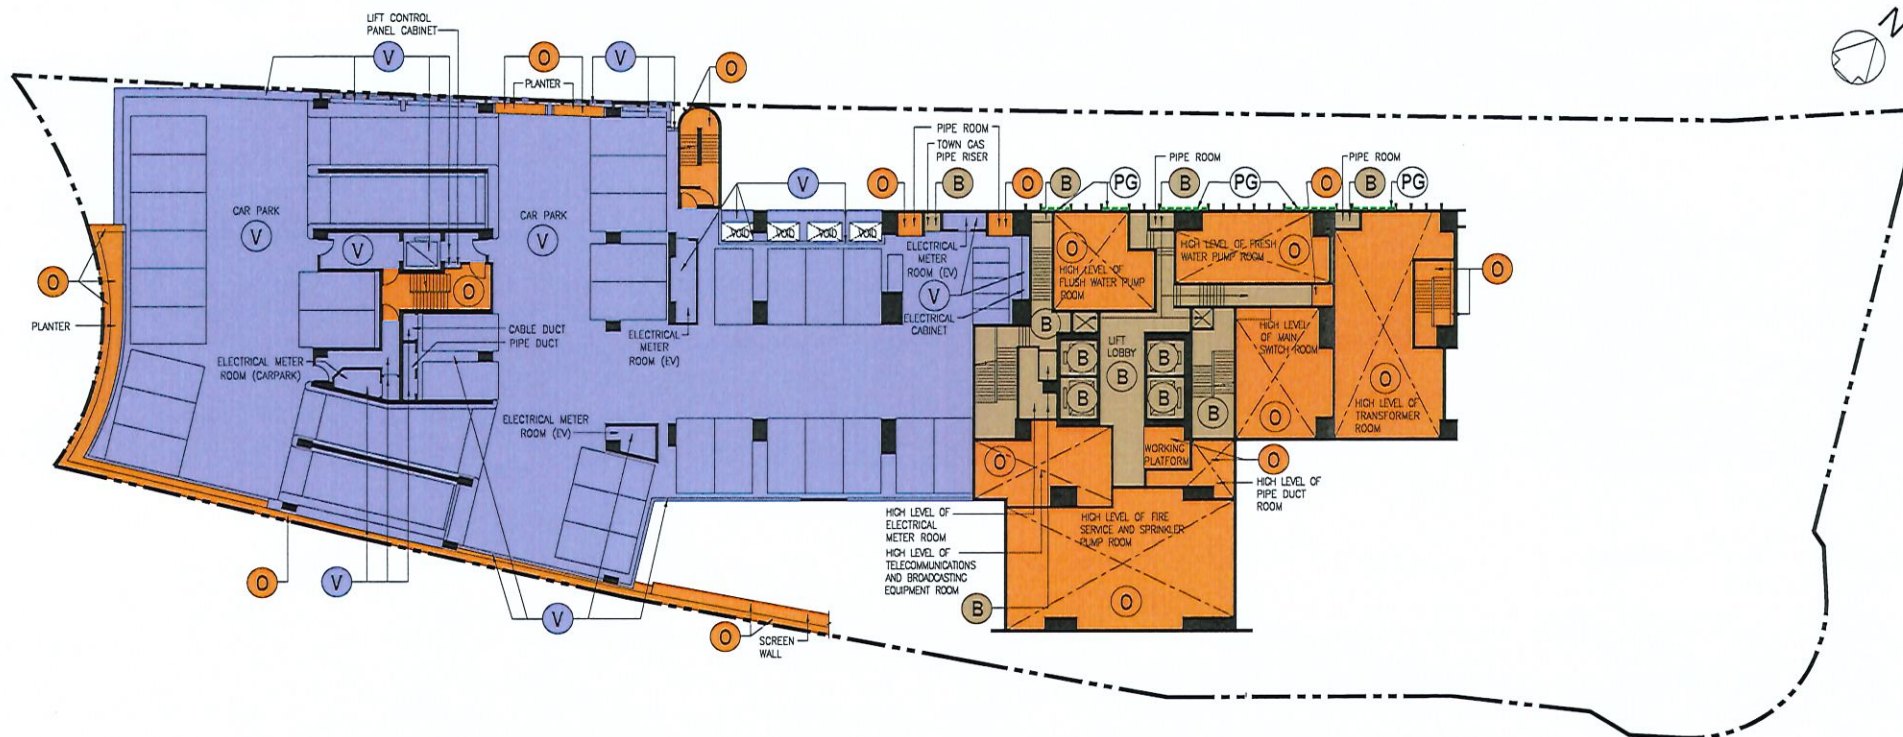 N
LIFT CONTROL
PANEL CABINET
V
O
V
O
PLANTER
PIPE ROOM
TOWN GAS
PIPE RISER
PIPE ROOM
PIPE ROOM
V
O
B
O
B
PG
B
PG
O
B
PG
VOID
VOID
VOID
VOID
CAR PARK
V
CAR PARK
V
V
O
ELECTRICAL
METER
ROOM (EV)
V
ELECTRICAL
CABINET
O
HIGH LEVEL OF
FLUSH WATER PUMP
ROOM
HIGH LEVEL OF FRESH
WATER PUMP ROOM
O
O
O
PLANTER
CABLE DUCT
PIPE DUCT
ELECTRICAL
METER
ROOM (EV)
ELECTRICAL METER
ROOM (CARPARK)
B
LIFT
LOBBY
B
B
B
B
B
B
HIGH LEVEL
OF MAIN
SWITCH ROOM
O
O
HIGH LEVEL OF
TRANSFORMER
ROOM
ELECTRICAL METER
ROOM (EV)
WORKING
PLATFORM
O
O
HIGH LEVEL OF
PIPE DUCT
ROOM
HIGH LEVEL OF
ELECTRICAL
METER ROOM
HIGH LEVEL OF FIRE
SERVICE AND SPRINKLER
PUMP ROOM
HIGH LEVEL OF
TELECOMMUNICATIONS
AND BROADCASTING
EQUIPMENT ROOM
O
V
V
B
O
O
SCREEN
WALL